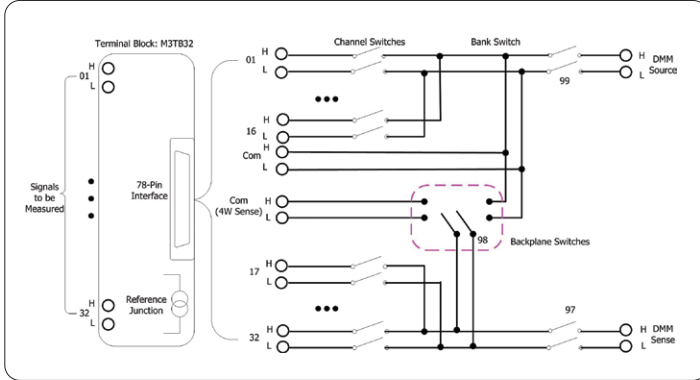 Terminal Block: M3TB32
Channel Switches
Bank Switch
H
01
L
01
H
L
H
L
DMM
Source
99
16
H
L
Com
H
L
Signals
to be
Measured
78-Pin
Interface
Com
(4W Sense)
H
L
98
Backplane Switches
17
H
L
Reference
Junction
H
32
L
32
H
L
97
H
L
DMM
Sense